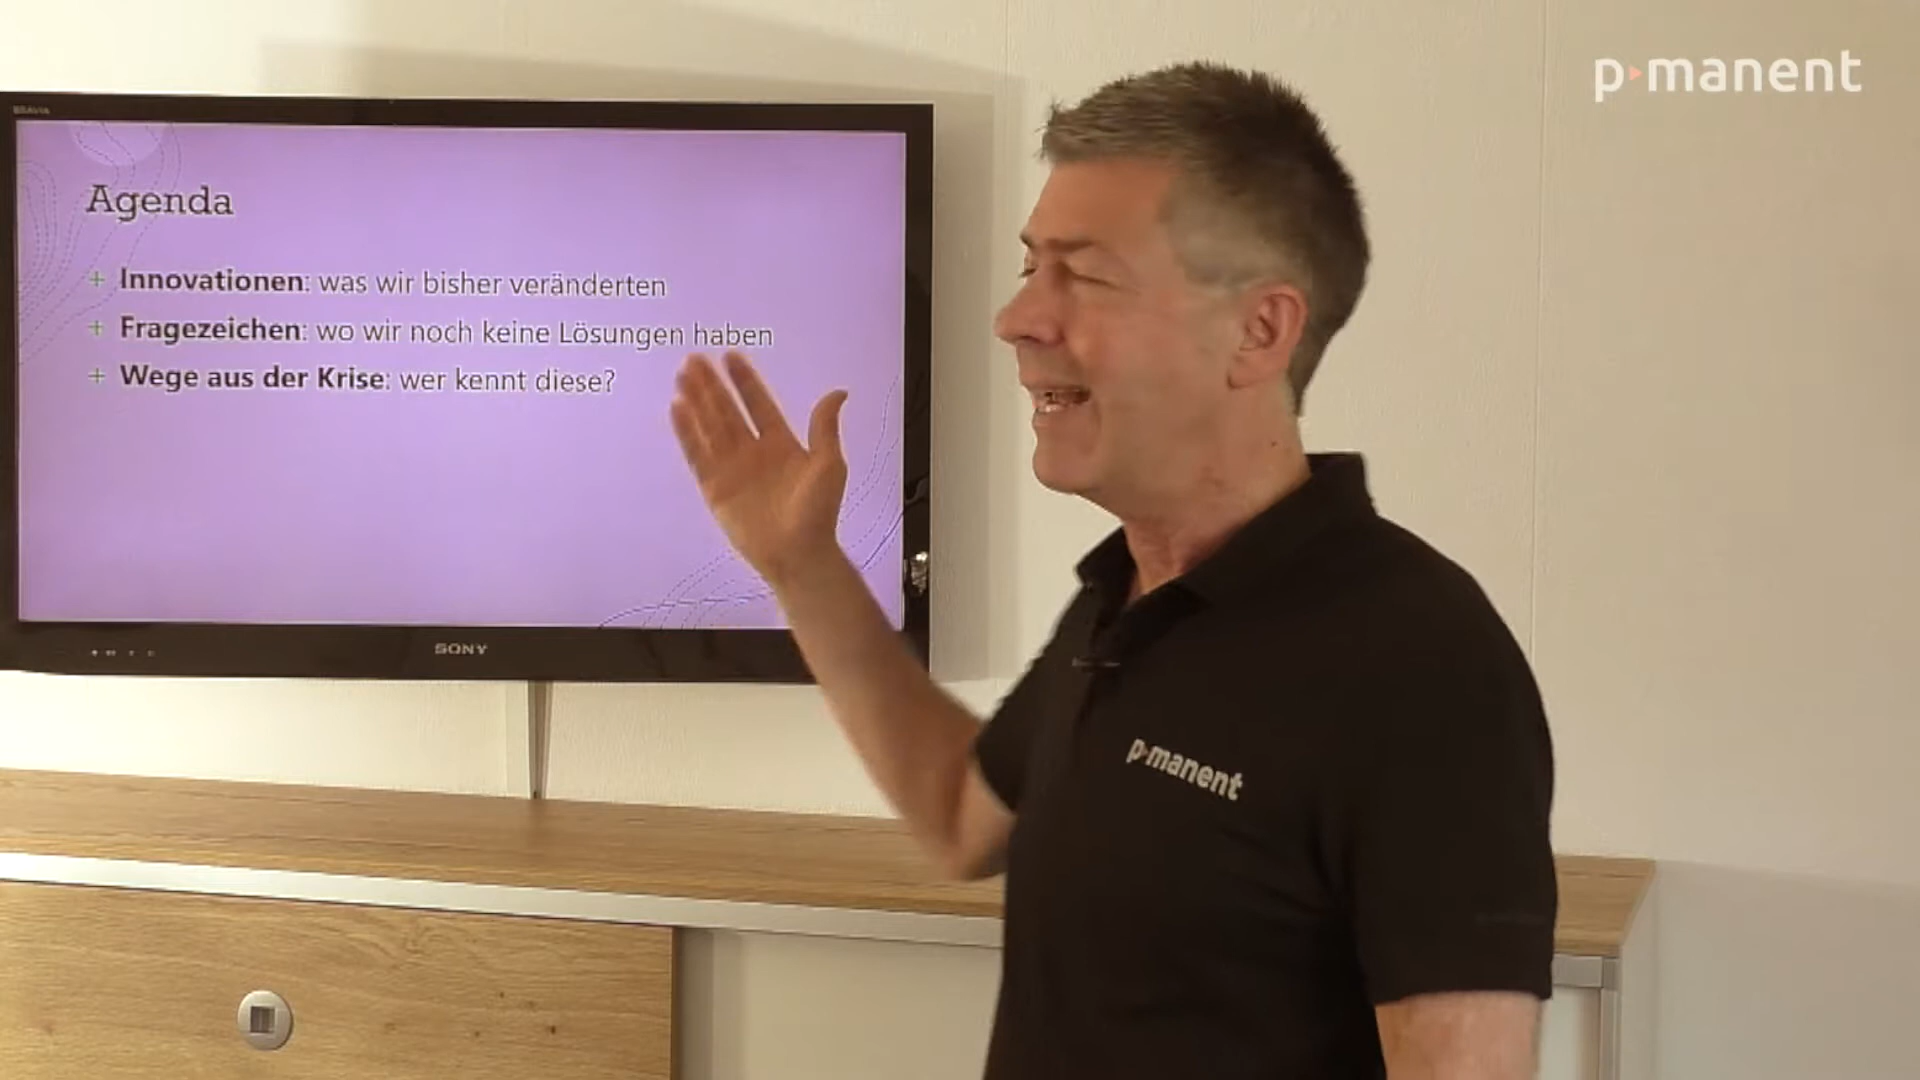 p▸manent
BRAVIA
Agenda
+ Innovationen: was wir bisher veränderten
+ Fragezeichen: wo wir noch keine Lösungen haben
+ Wege aus der Krise: wer kennt diese?
SONY
p▸manent